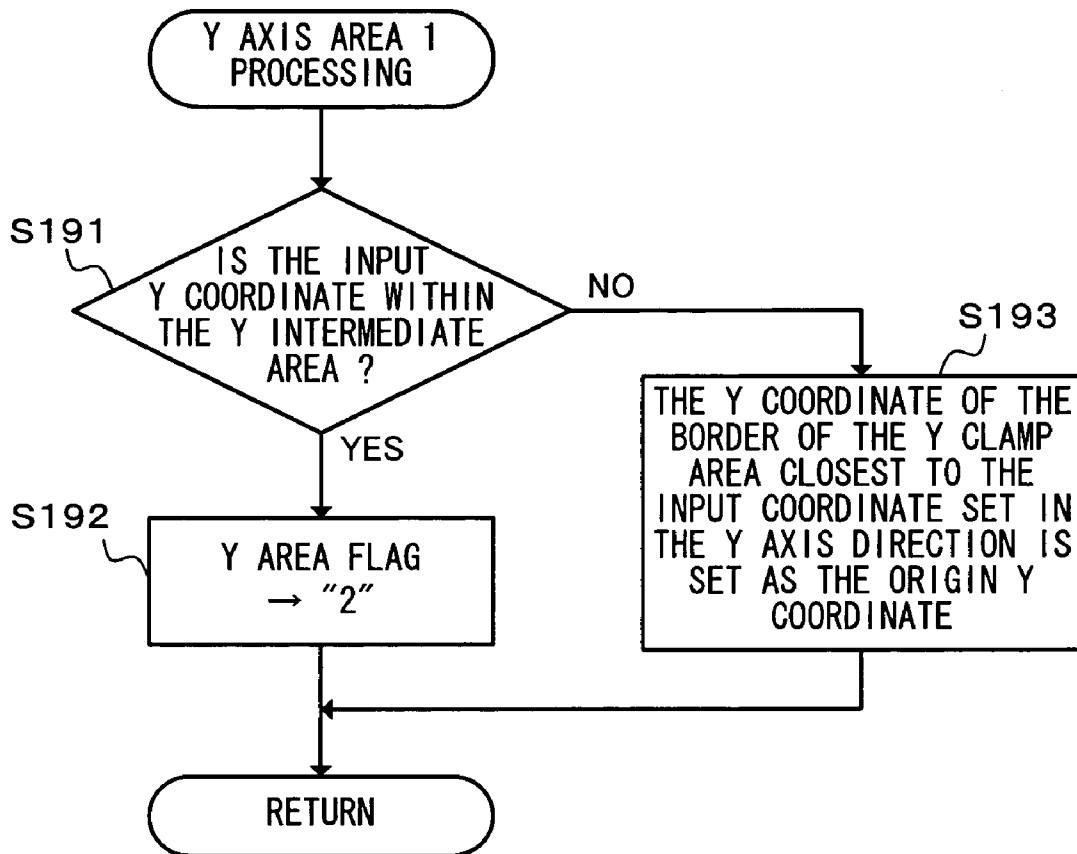 Y AXIS AREA 1
PROCESSING
S191
IS THE INPUT
Y COORDINATE WITHIN
THE Y INTERMEDIATE
AREA ?
NO
YES
S193
THE Y COORDINATE OF THE
BORDER OF THE Y CLAMP
AREA CLOSEST TO THE
INPUT COORDINATE SET IN
THE Y AXIS DIRECTION IS
SET AS THE ORIGIN Y
COORDINATE
S192
Y AREA FLAG
→ "2"
RETURN